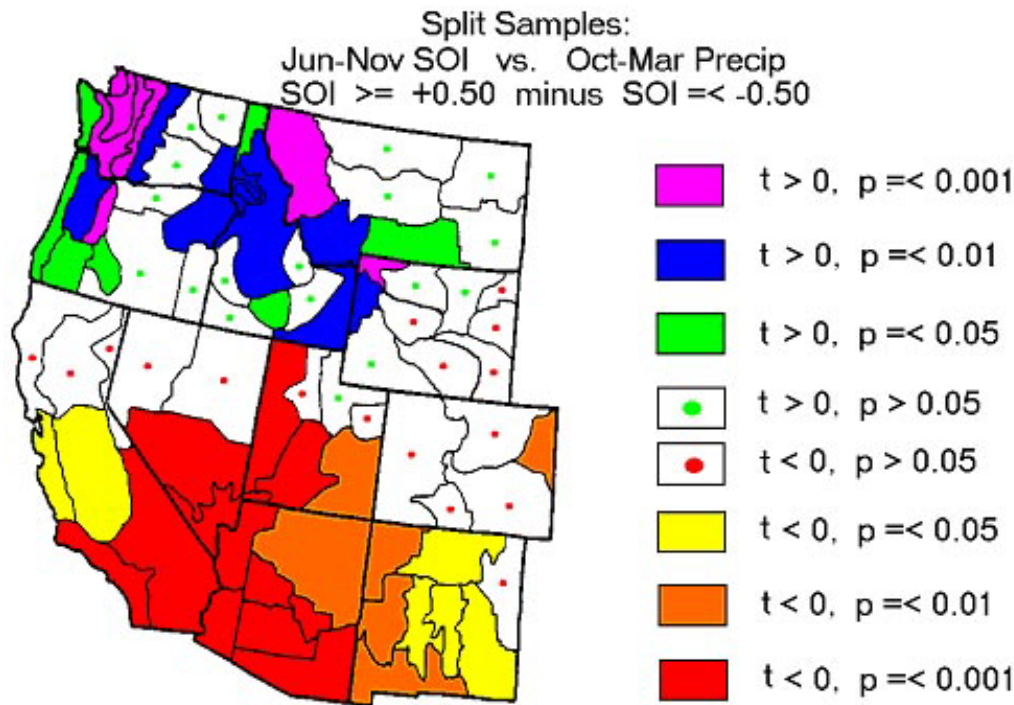 Split Samples:
Jun-Nov SOI vs. Oct-Mar Precip
SOI >= +0.50 minus SOI =< -0.50
t > 0, p =< 0.001
t > 0, p =< 0.01
t > 0, p =< 0.05
t > 0, p > 0.05
t < 0, p > 0.05
t < 0, p =< 0.05
t < 0, p =< 0.01
t < 0, p =< 0.001